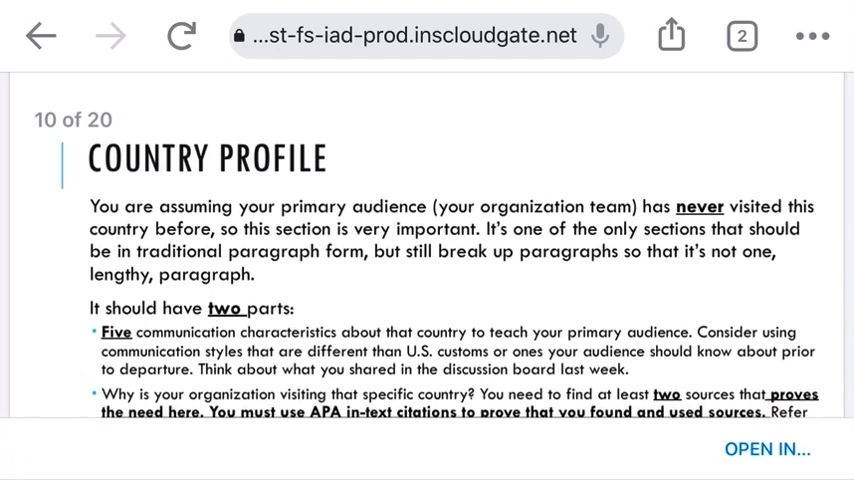 ...st-fs-iad-prod.inscloudgate.net
2
10 of 20
COUNTRY PROFILE
You are assuming your primary audience (your organization team) has never visited this
country before, so this section is very important. It's one of the only sections that should
be in traditional paragraph form, but still break up paragraphs so that it's not one,
lengthy, paragraph.
It should have two parts:
• Five communication characteristics about that country to teach your primary audience. Consider using
communication styles that are different than U.S. customs or ones your audience should know about prior
to departure. Think about what you shared in the discussion board last week.
• Why is your organization visiting that specific country? You need to find at least two sources that proves
the need here. You must use APA in-text citations to prove that you found and used sources. Refer
OPEN IN...